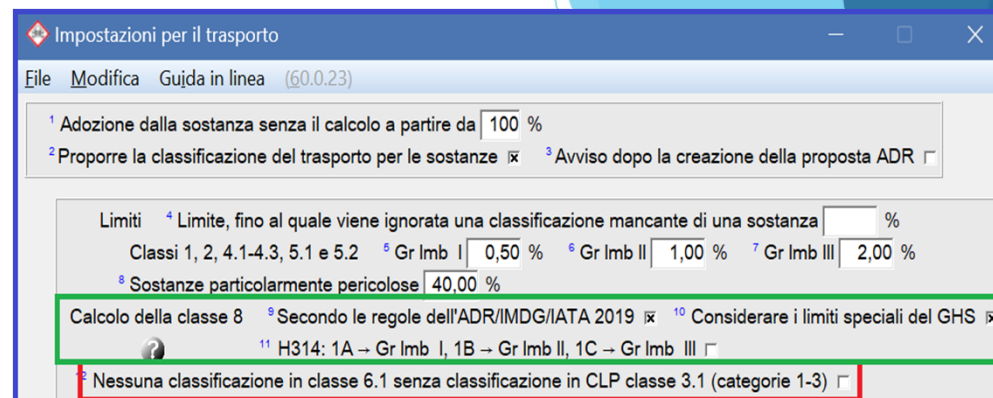 Impostazioni per il trasporto
File Modifica Guida in linea (60.0.23)
1 Adozione dalla sostanza senza il calcolo a partire da 100 %
2 Proporre la classificazione del trasporto per le sostanze 3 Avviso dopo la creazione della proposta ADR
Limiti 4 Limite, fino al quale viene ignorata una classificazione mancante di una sostanza %
Classi 1, 2, 4.1-4.3, 5.1 e 5.2 5 Gr Imb I 0,50 % 6 Gr Imb II 1,00 % 7 Gr Imb III 2,00 %
8 Sostanze particolarmente pericolose 40,00 %
Calcolo della classe 8 9 Secondo le regole dell'ADR/IMDG/IATA 2019 10 Considerare i limiti speciali del GHS
11 H314: 1A → Gr Imb I, 1B → Gr Imb II, 1C → Gr Imb III
12 Nessuna classificazione in classe 6.1 senza classificazione in CLP classe 3.1 (categorie 1-3)